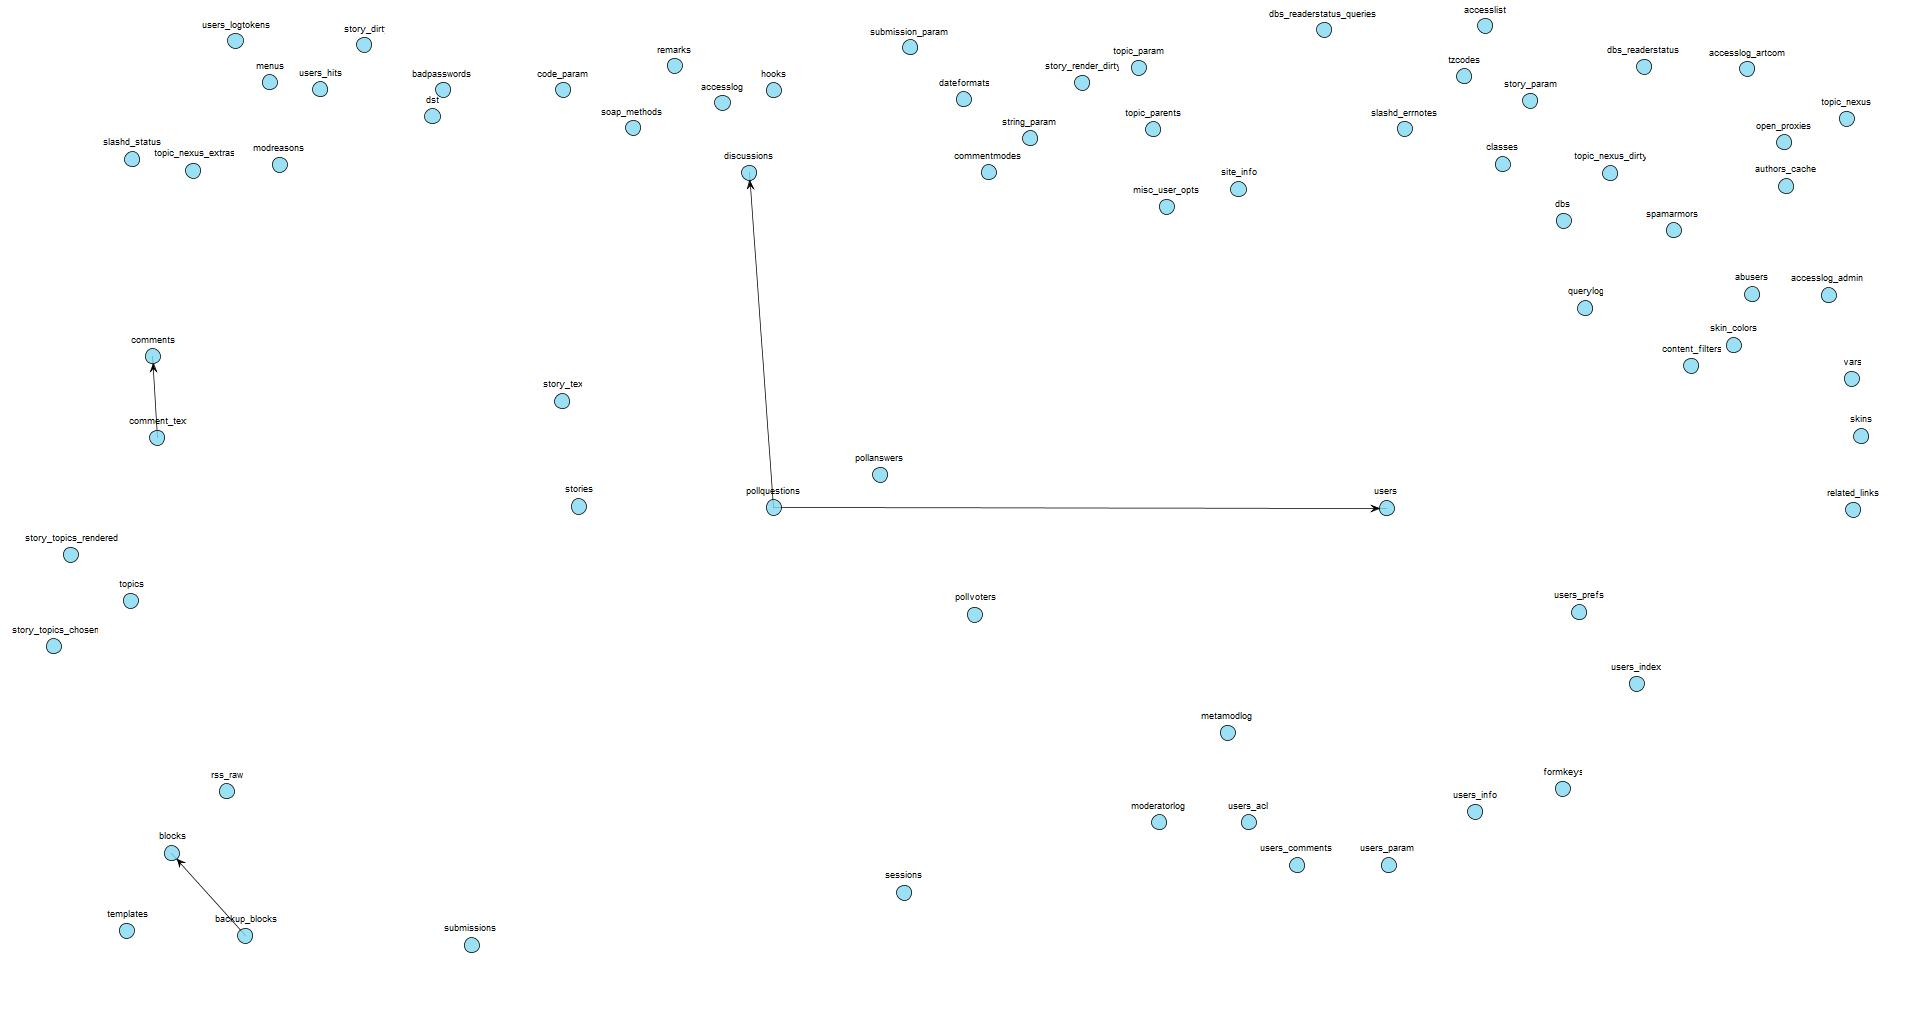 accesslist
dbs_readerstatus_queries
users_logtokens
story_dirt
submission_param
remarks
topic_param
dbs_readerstatus
accesslog_artcom
tzcodes
menus
users_hits
badpasswords
code_param
hooks
story_render_dirty
dateformats
story_param
accesslog
dst
soap_methods
topic_nexus
slashd_errnotes
topic_parents
string_param
open_proxies
slashd_status
topic_nexus_extras
modreasons
discussions
commentmodes
classes
topic_nexus_dirty
authors_cache
site_info
misc_user_opts
dbs
spamarmors
abusers
accesslog_admin
querylog
skin_colors
comments
content_filters
vars
story_tex
comment_tex
skins
pollanswers
stories
pollquestions
users
related_links
story_topics_rendered
topics
pollvoters
users_prefs
story_topics_chosen
users_index
metamodlog
rss_raw
formkeys
users_info
moderatorlog
users_acl
blocks
users_comments
users_param
sessions
templates
backup_blocks
submissions